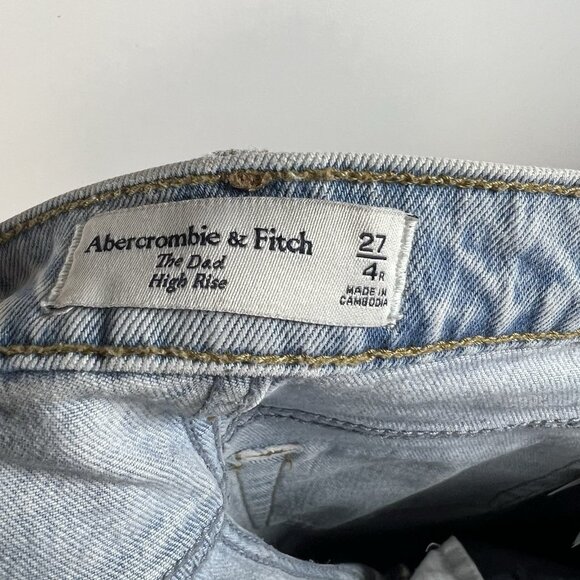 Abercrombie & Fitch
The Dad
High Rise
27
4R
MADE IN
CAMBODIA